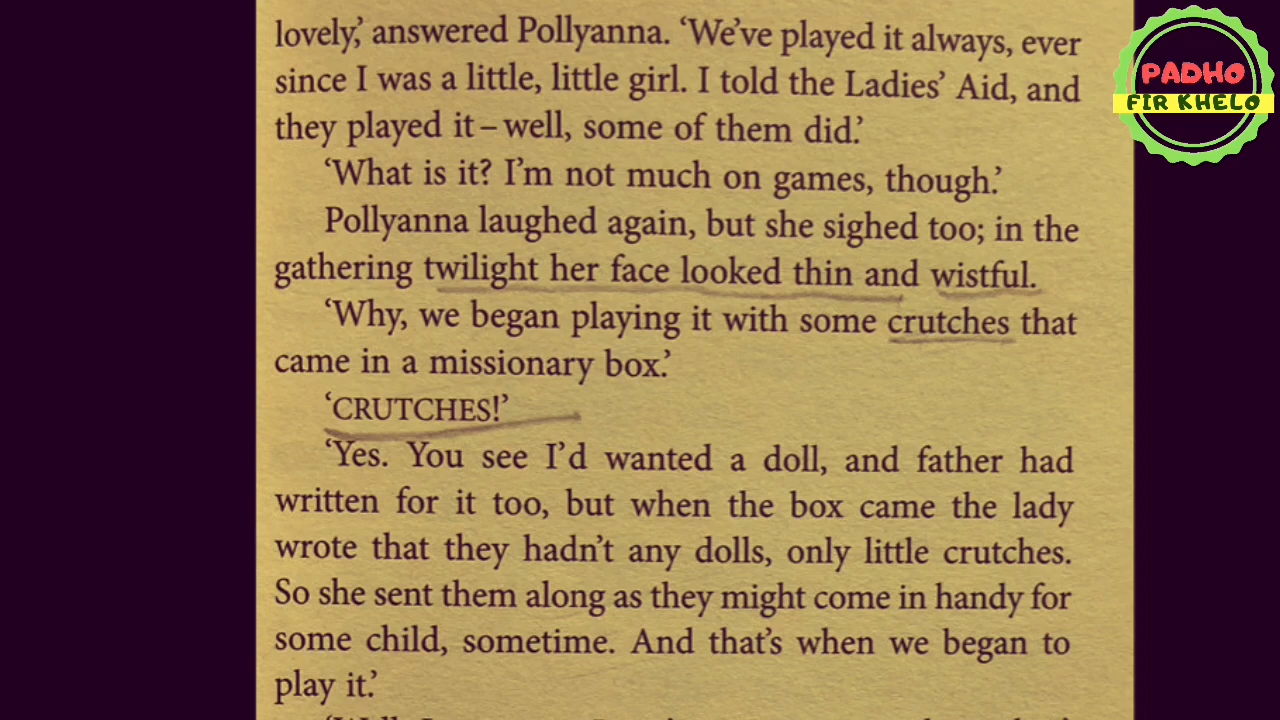 lovely,' answered Pollyanna. 'We've played it always, ever
since I was a little, little girl. I told the Ladies' Aid, and
they played it – well, some of them did.'
'What is it? I'm not much on games, though.'
Pollyanna laughed again, but she sighed too; in the
gathering twilight her face looked thin and wistful.
'Why, we began playing it with some crutches that
came in a missionary box.'
'CRUTCHES!'
'Yes. You see I'd wanted a doll, and father had
written for it too, but when the box came the lady
wrote that they hadn't any dolls, only little crutches.
So she sent them along as they might come in handy for
some child, sometime. And that's when we began to
play it.'
PADHO
FIR KHELO